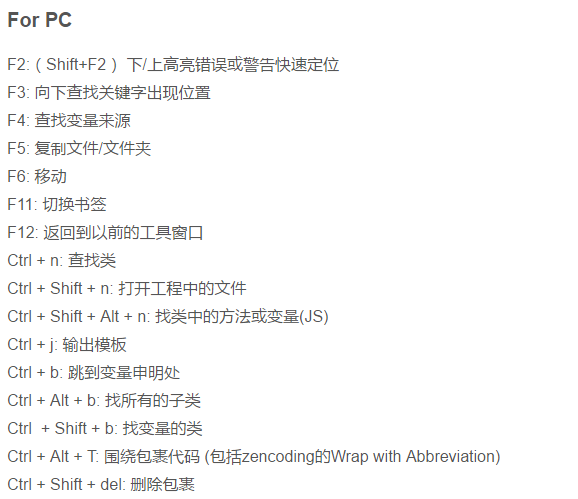 For PC
F2:（Shift+F2 ） 下/上高亮错误或警告快速定位
F3: 向下查找关键字出现位置
F4: 查找变量来源
F5: 复制文件/文件夹
F6: 移动
F11: 切换书签
F12: 返回到以前的工具窗口
Ctrl + n: 查找类
Ctrl + Shift + n: 打开工程中的文件
Ctrl + Shift + Alt + n: 找类中的方法或变量(JS)
Ctrl + j: 输出模板
Ctrl + b: 跳到变量申明处
Ctrl + Alt + b: 找所有的子类
Ctrl  + Shift + b: 找变量的类
Ctrl + Alt + T: 围绕包裹代码 (包括zencoding的Wrap with Abbreviation)
Ctrl + Shift + del: 删除包裹